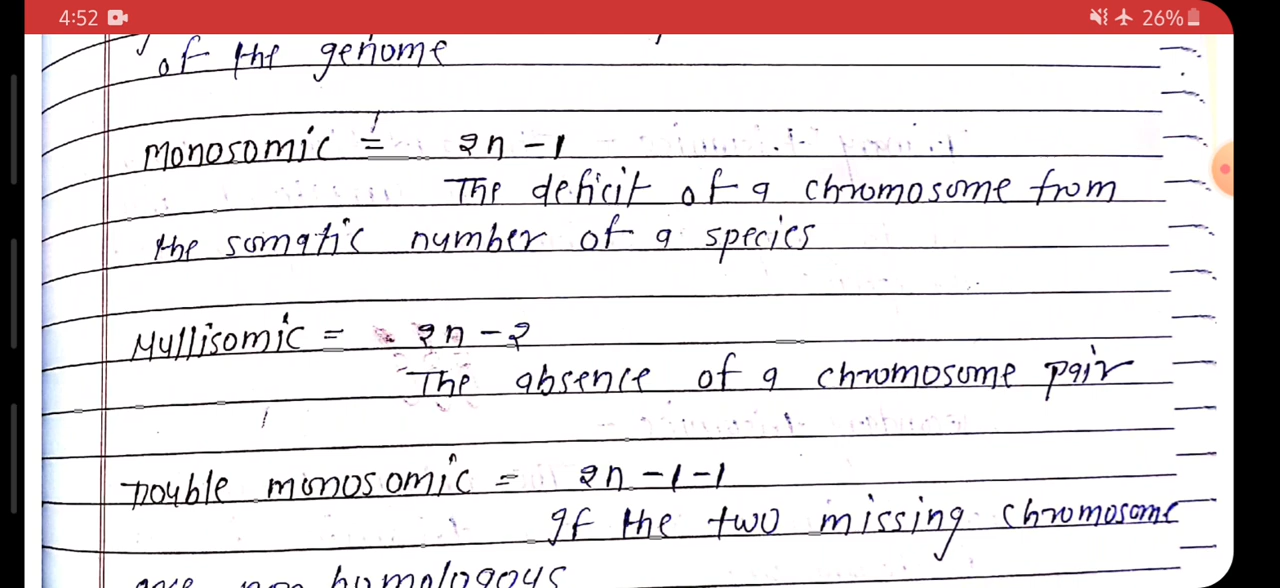 4:52
26%
of the genome
Monosomic = 2n-1
The deficit of a chromosome from
the somatic number of a species
Nullisomic = 2n-2
The absence of a chromosome pair
Double monosomic = 2n-1-1
If the two missing chromosome
are non homologous